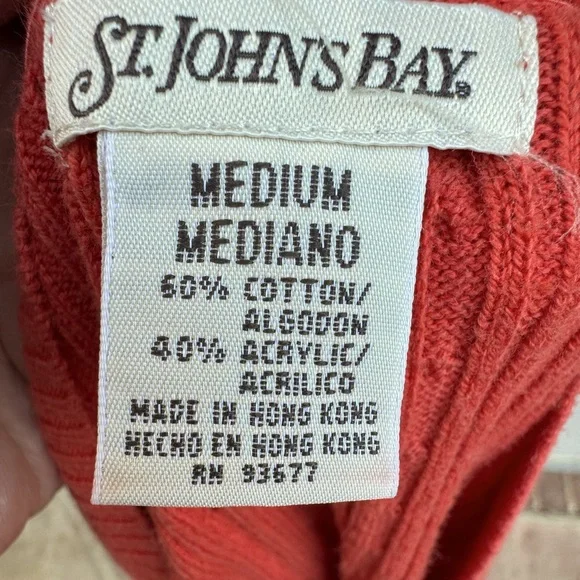 ST. JOHN'S BAY®
MEDIUM
MEDIANO
60% COTTON/
ALGODON
40% ACRYLIC/
ACRILICO
MADE IN HONG KONG
HECHO EN HONG KONG
RN 93677